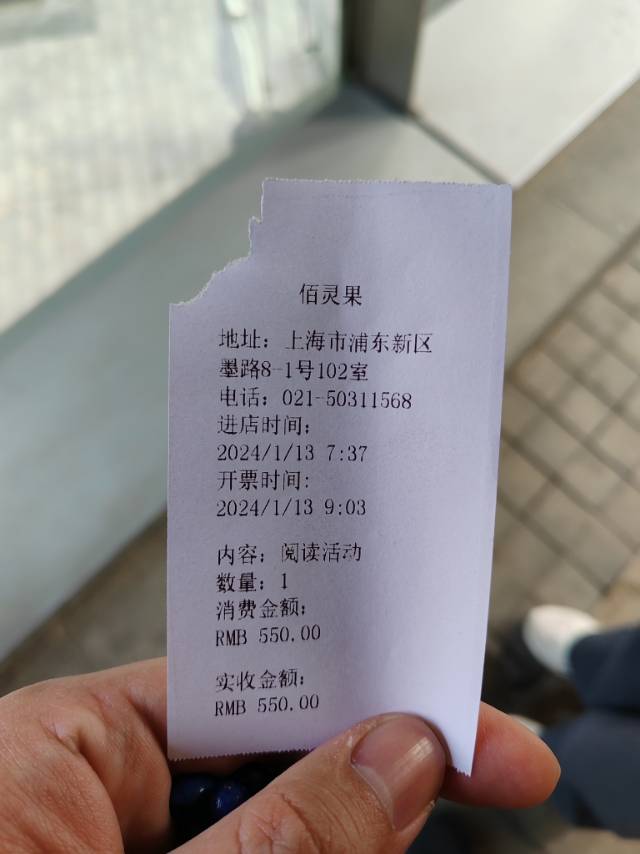 佰灵果
地址：上海市浦东新区
墨路8-1号102室
电话：021-50311568
进店时间：
2024/1/13 7:37
开票时间：
2024/1/13 9:03
内容：阅读活动
数量：1
消费金额：
RMB 550.00
实收金额：
RMB 550.00